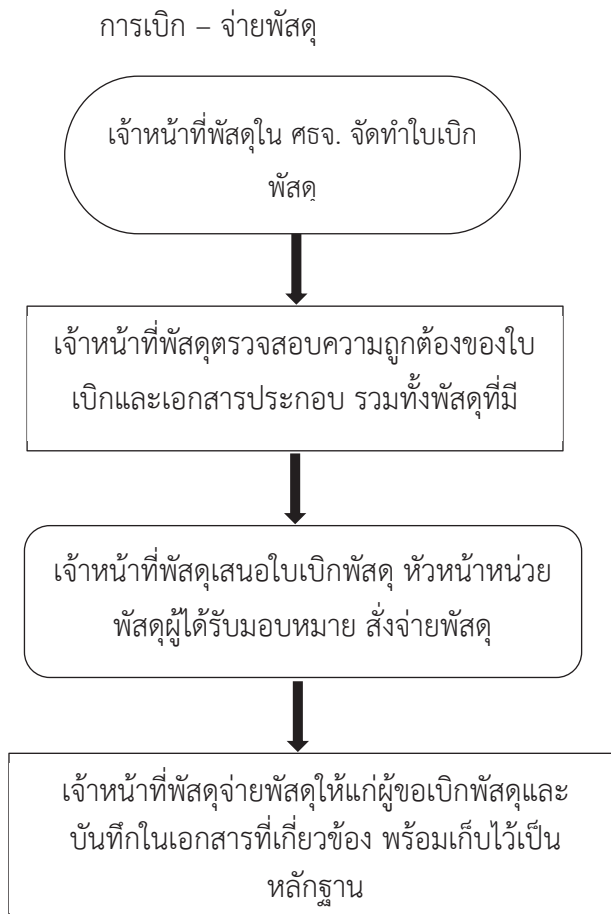 การเบิก – จ่ายพัสดุ
เจ้าหน้าที่พัสดุใน ศธจ. จัดทำใบเบิก
พัสดุ
เจ้าหน้าที่พัสดุตรวจสอบความถูกต้องของใบ
เบิกและเอกสารประกอบ รวมทั้งพัสดุที่มี
เจ้าหน้าที่พัสดุเสนอใบเบิกพัสดุ หัวหน้าหน่วย
พัสดุผู้ได้รับมอบหมาย สั่งจ่ายพัสดุ
เจ้าหน้าที่พัสดุจ่ายพัสดุให้แก่ผู้ขอเบิกพัสดุและ
บันทึกในเอกสารที่เกี่ยวข้อง พร้อมเก็บไว้เป็น
หลักฐาน